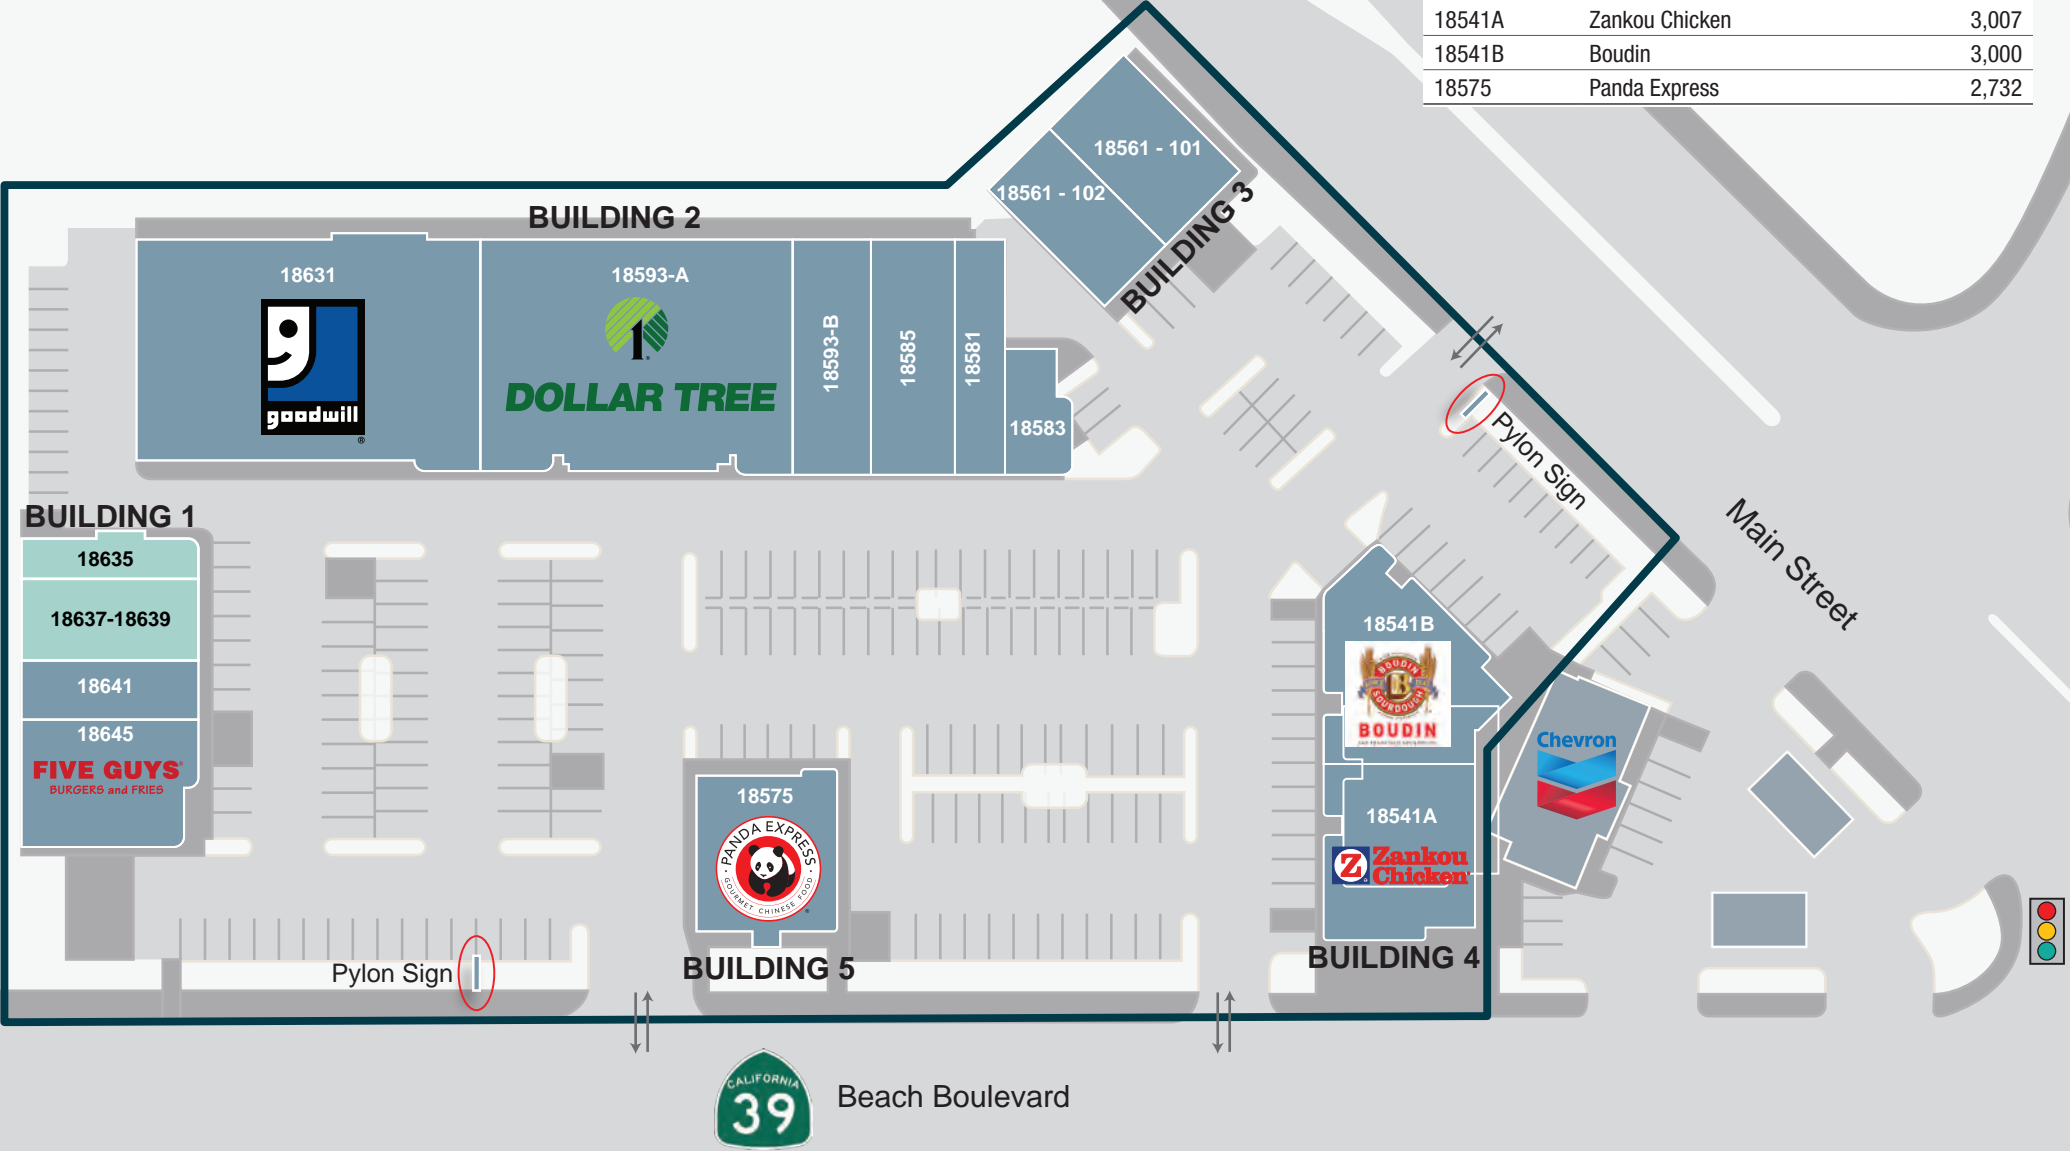 18541A Zankou Chicken 3,007
18541B Boudin 3,000
18575 Panda Express 2,732
18561 - 101
18561 - 102
BUILDING 3
BUILDING 2
18631
goodwill
®
18593-A
1
DOLLAR TREE
18593-B
18585
18581
18583
Pylon Sign
Main Street
BUILDING 1
18635
18637-18639
18641
18645
FIVE GUYS®
BURGERS and FRIES
18541B
BOUDIN
B
SOURDOUGH
BOUDIN
Chevron
18541A
Z Zankou
Chicken
BUILDING 4
18575
PANDA EXPRESS
GOURMET CHINESE FOOD
®
BUILDING 5
Pylon Sign
CALIFORNIA
39
Beach Boulevard